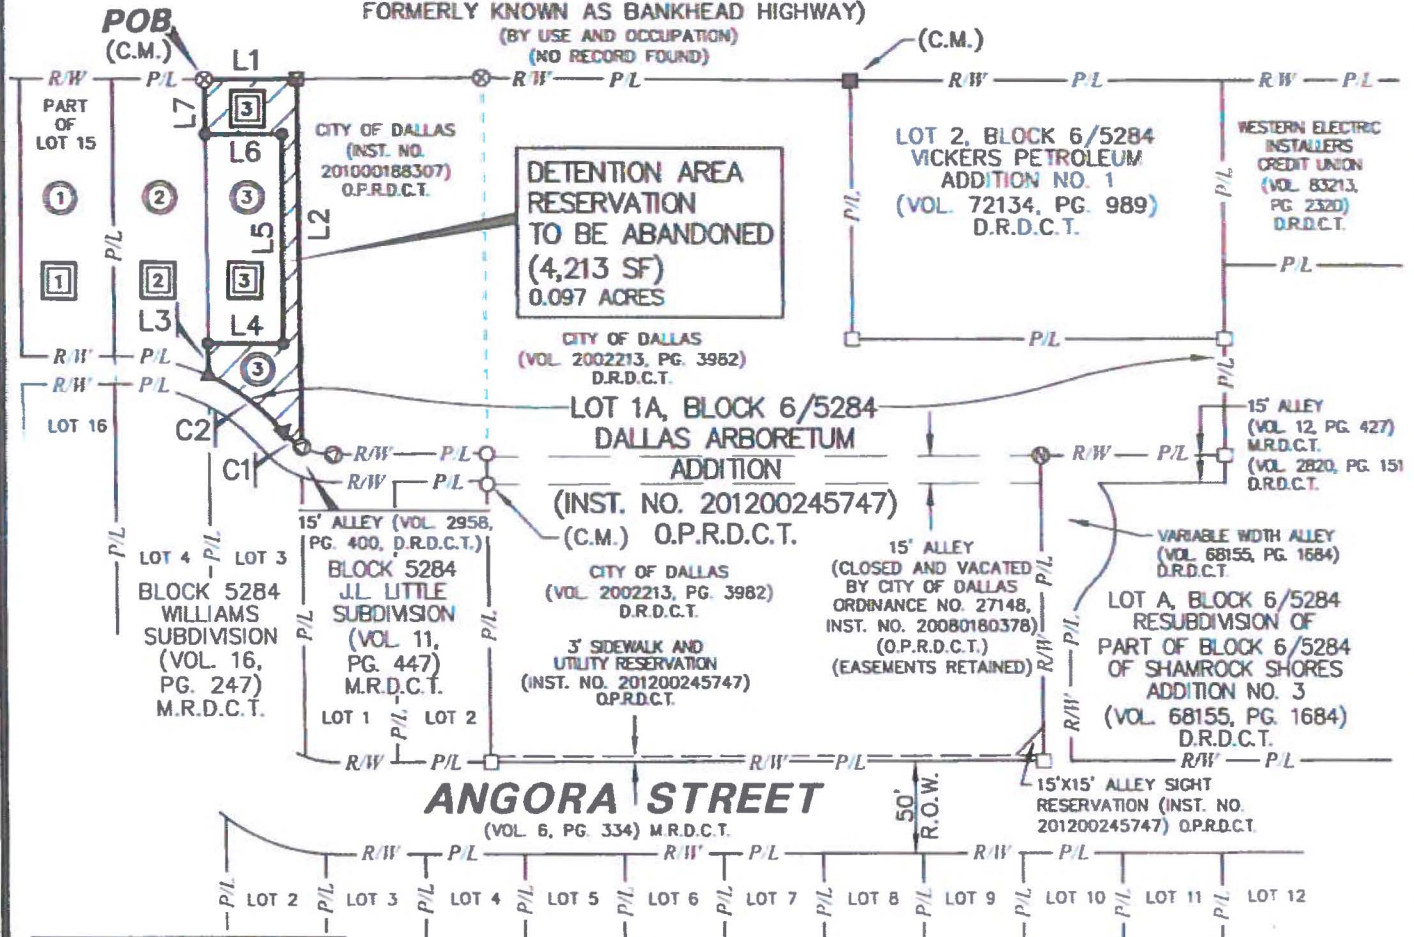 FORMERLY KNOWN AS BANKHEAD HIGHWAY)
(BY USE AND OCCUPATION)
(NO RECORD FOUND)
POB
(C.M.)
(C.M.)
L1
R/W
P/L
R/W
P/L
R/W
P/L
R/W
P/L
PART
OF
LOT 15
L7
3
L6
CITY OF DALLAS
(INST. NO.
201000188307)
O.P.R.D.C.T.
1
2
3
1
2
3
L5
L2
P/L
DETENTION AREA
RESERVATION
TO BE ABANDONED
(4,213 SF)
0.097 ACRES
LOT 2, BLOCK 6/5284
VICKERS PETROLEUM
ADDITION NO. 1
(VOL. 72134, PG. 989)
D.R.D.C.T.
P/L
P/L
WESTERN ELECTRIC
INSTALLERS
CREDIT UNION
(VOL. 83213,
PG 2320)
D.R.D.C.T.
P/L
L3
L4
3
R/W
P/L
R/W
P/L
LOT 16
C2
C1
CITY OF DALLAS
(VOL. 2002213, PG. 3982)
D.R.D.C.T.
P/L
P/L
LOT 1A, BLOCK 6/5284
DALLAS ARBORETUM
ADDITION
(INST. NO. 201200245747)
O.P.R.D.C.T.
(C.M.)
R/W
P/L
R/W
P/L
R/W
P/L
15' ALLEY
(VOL. 12, PG. 427)
M.R.D.C.T.
(VOL. 2820, PG. 151
D.R.D.C.T.
15' ALLEY (VOL. 2958,
PG. 400, D.R.D.C.T.)
P/L
P/L
LOT 4
LOT 3
BLOCK 5284
WILLIAMS
SUBDIVISION
(VOL. 16,
PG. 247)
M.R.D.C.T.
P/L
BLOCK 5284
J.L LITTLE
SUBDIVISION
(VOL. 11,
PG. 447)
M.R.D.C.T.
LOT 1
P/L
LOT 2
P/L
CITY OF DALLAS
(VOL. 2002213, PG. 3982)
D.R.D.C.T.
3' SIDEWALK AND
UTILITY RESERVATION
(INST. NO. 201200245747)
O.P.R.D.C.T.
15' ALLEY
(CLOSED AND VACATED
BY CITY OF DALLAS
ORDINANCE NO. 27148,
INST. NO. 20080180378)
(O.P.R.D.C.T.)
(EASEMENTS RETAINED)
P/L
R/W
P/L
R/W
VARIABLE WIDTH ALLEY
(VOL. 68155, PG. 1684)
D.R.D.C.T.
LOT A, BLOCK 6/5284
RESUBDIVISION OF
PART OF BLOCK 6/5284
OF SHAMROCK SHORES
ADDITION NO. 3
(VOL. 68155, PG. 1684)
D.R.D.C.T.
R/W
P/L
R/W
P/L
R/W
P/L
ANGORA STREET
(VOL. 6, PG. 334) M.R.D.C.T.
50'
R.O.W.
15'X15' ALLEY SIGHT
RESERVATION (INST. NO.
201200245747) O.P.R.D.C.T.
R/W
P/L
R/W
P/L
R/W
P/L
P/L
LOT 2
P/L
LOT 3
P/L
LOT 4
P/L
LOT 5
P/L
LOT 6
P/L
LOT 7
P/L
LOT 8
P/L
LOT 9
P/L
LOT 10
P/L
LOT 11
P/L
LOT 12